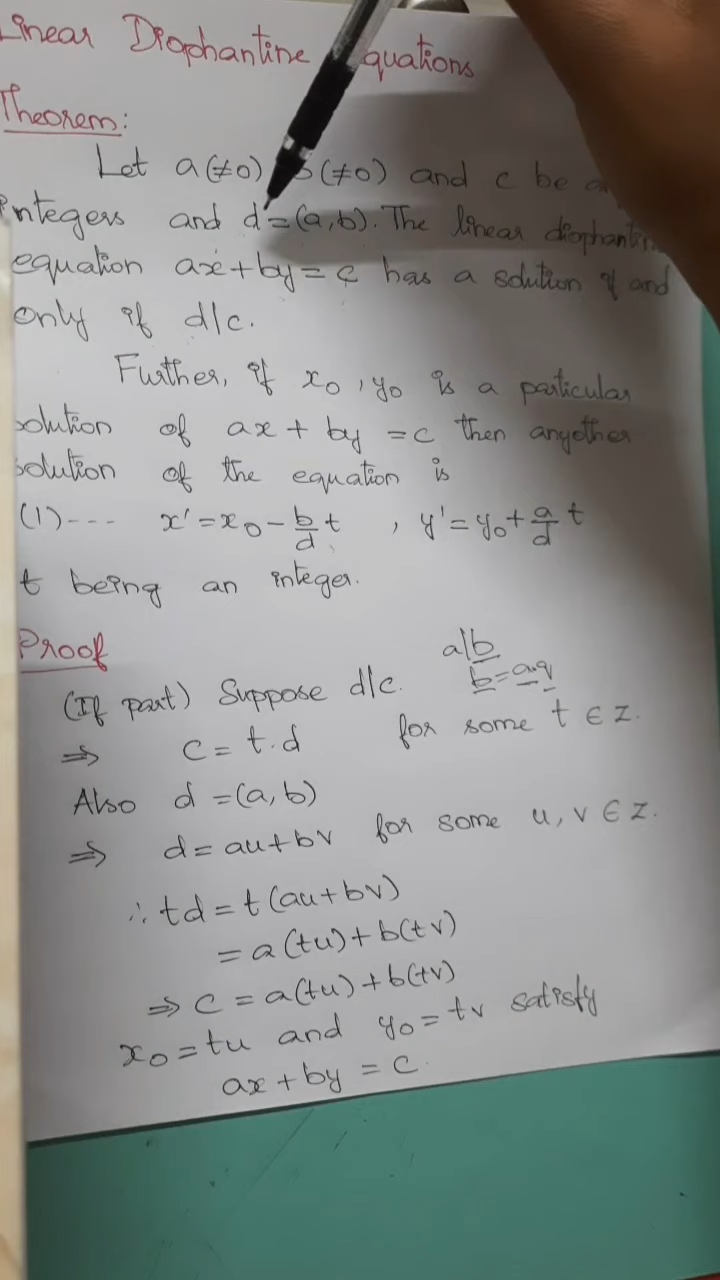 Linear Diophantine Equations
Theorem:
Let a(≠0) b(≠0) and c be
integers and d=(a,b). The linear diophantine
equation ax+by=c has a solution if and
only if d|c.
Further, if x₀, y₀ is a particular
solution of ax + by = c then anyother
solution of the equation is
(1)--- x' = x₀ - b/d t , y' = y₀ + a/d t
t being an integer.
Proof
a|b
b=a.q
(If part) Suppose d|c.
⇒ c = t.d for some t ∈ z.
Also d = (a,b)
⇒ d = au+bv for some u, v ∈ z.
∴ td = t(au+bv)
= a(tu)+b(tv)
⇒ c = a(tu)+b(tv)
x₀ = tu and y₀ = tv satisfy
ax+by = c.